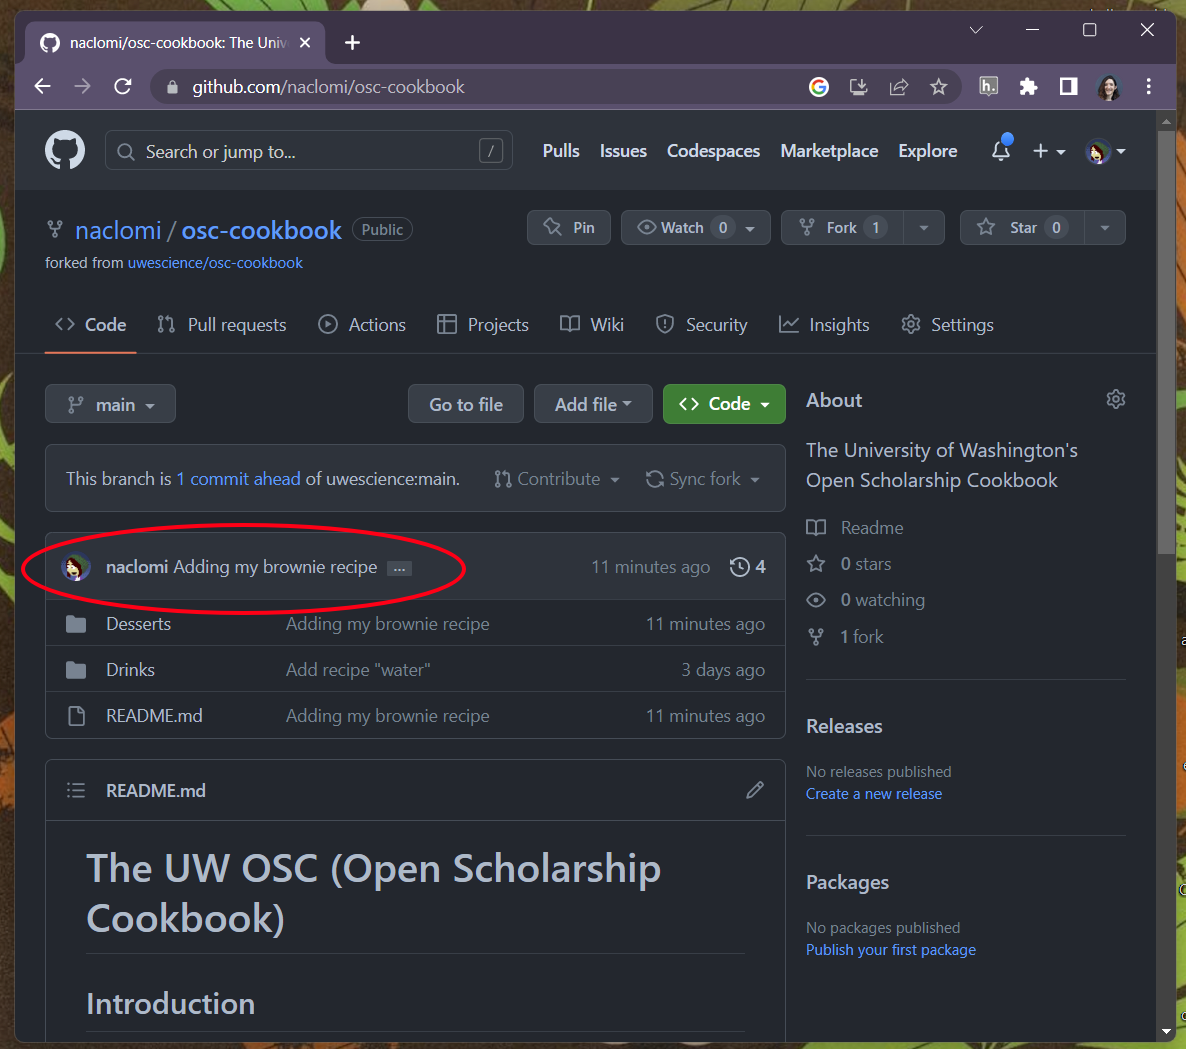 naclomi/osc-cookbook: The Univ
github.com/naclomi/osc-cookbook
G
h.
Search or jump to...
/
Pulls
Issues
Codespaces
Marketplace
Explore
naclomi / osc-cookbook
Public
Pin
Watch 0
Fork 1
Star 0
forked from uwescience/osc-cookbook
Code
Pull requests
Actions
Projects
Wiki
Security
Insights
Settings
main
Go to file
Add file
Code
This branch is 1 commit ahead of uwescience:main.
Contribute
Sync fork
naclomi Adding my brownie recipe ...
11 minutes ago
4
Desserts
Adding my brownie recipe
11 minutes ago
Drinks
Add recipe "water"
3 days ago
README.md
Adding my brownie recipe
11 minutes ago
README.md
The UW OSC (Open Scholarship
Cookbook)
Introduction
About
The University of Washington's
Open Scholarship Cookbook
Readme
0 stars
0 watching
1 fork
Releases
No releases published
Create a new release
Packages
No packages published
Publish your first package